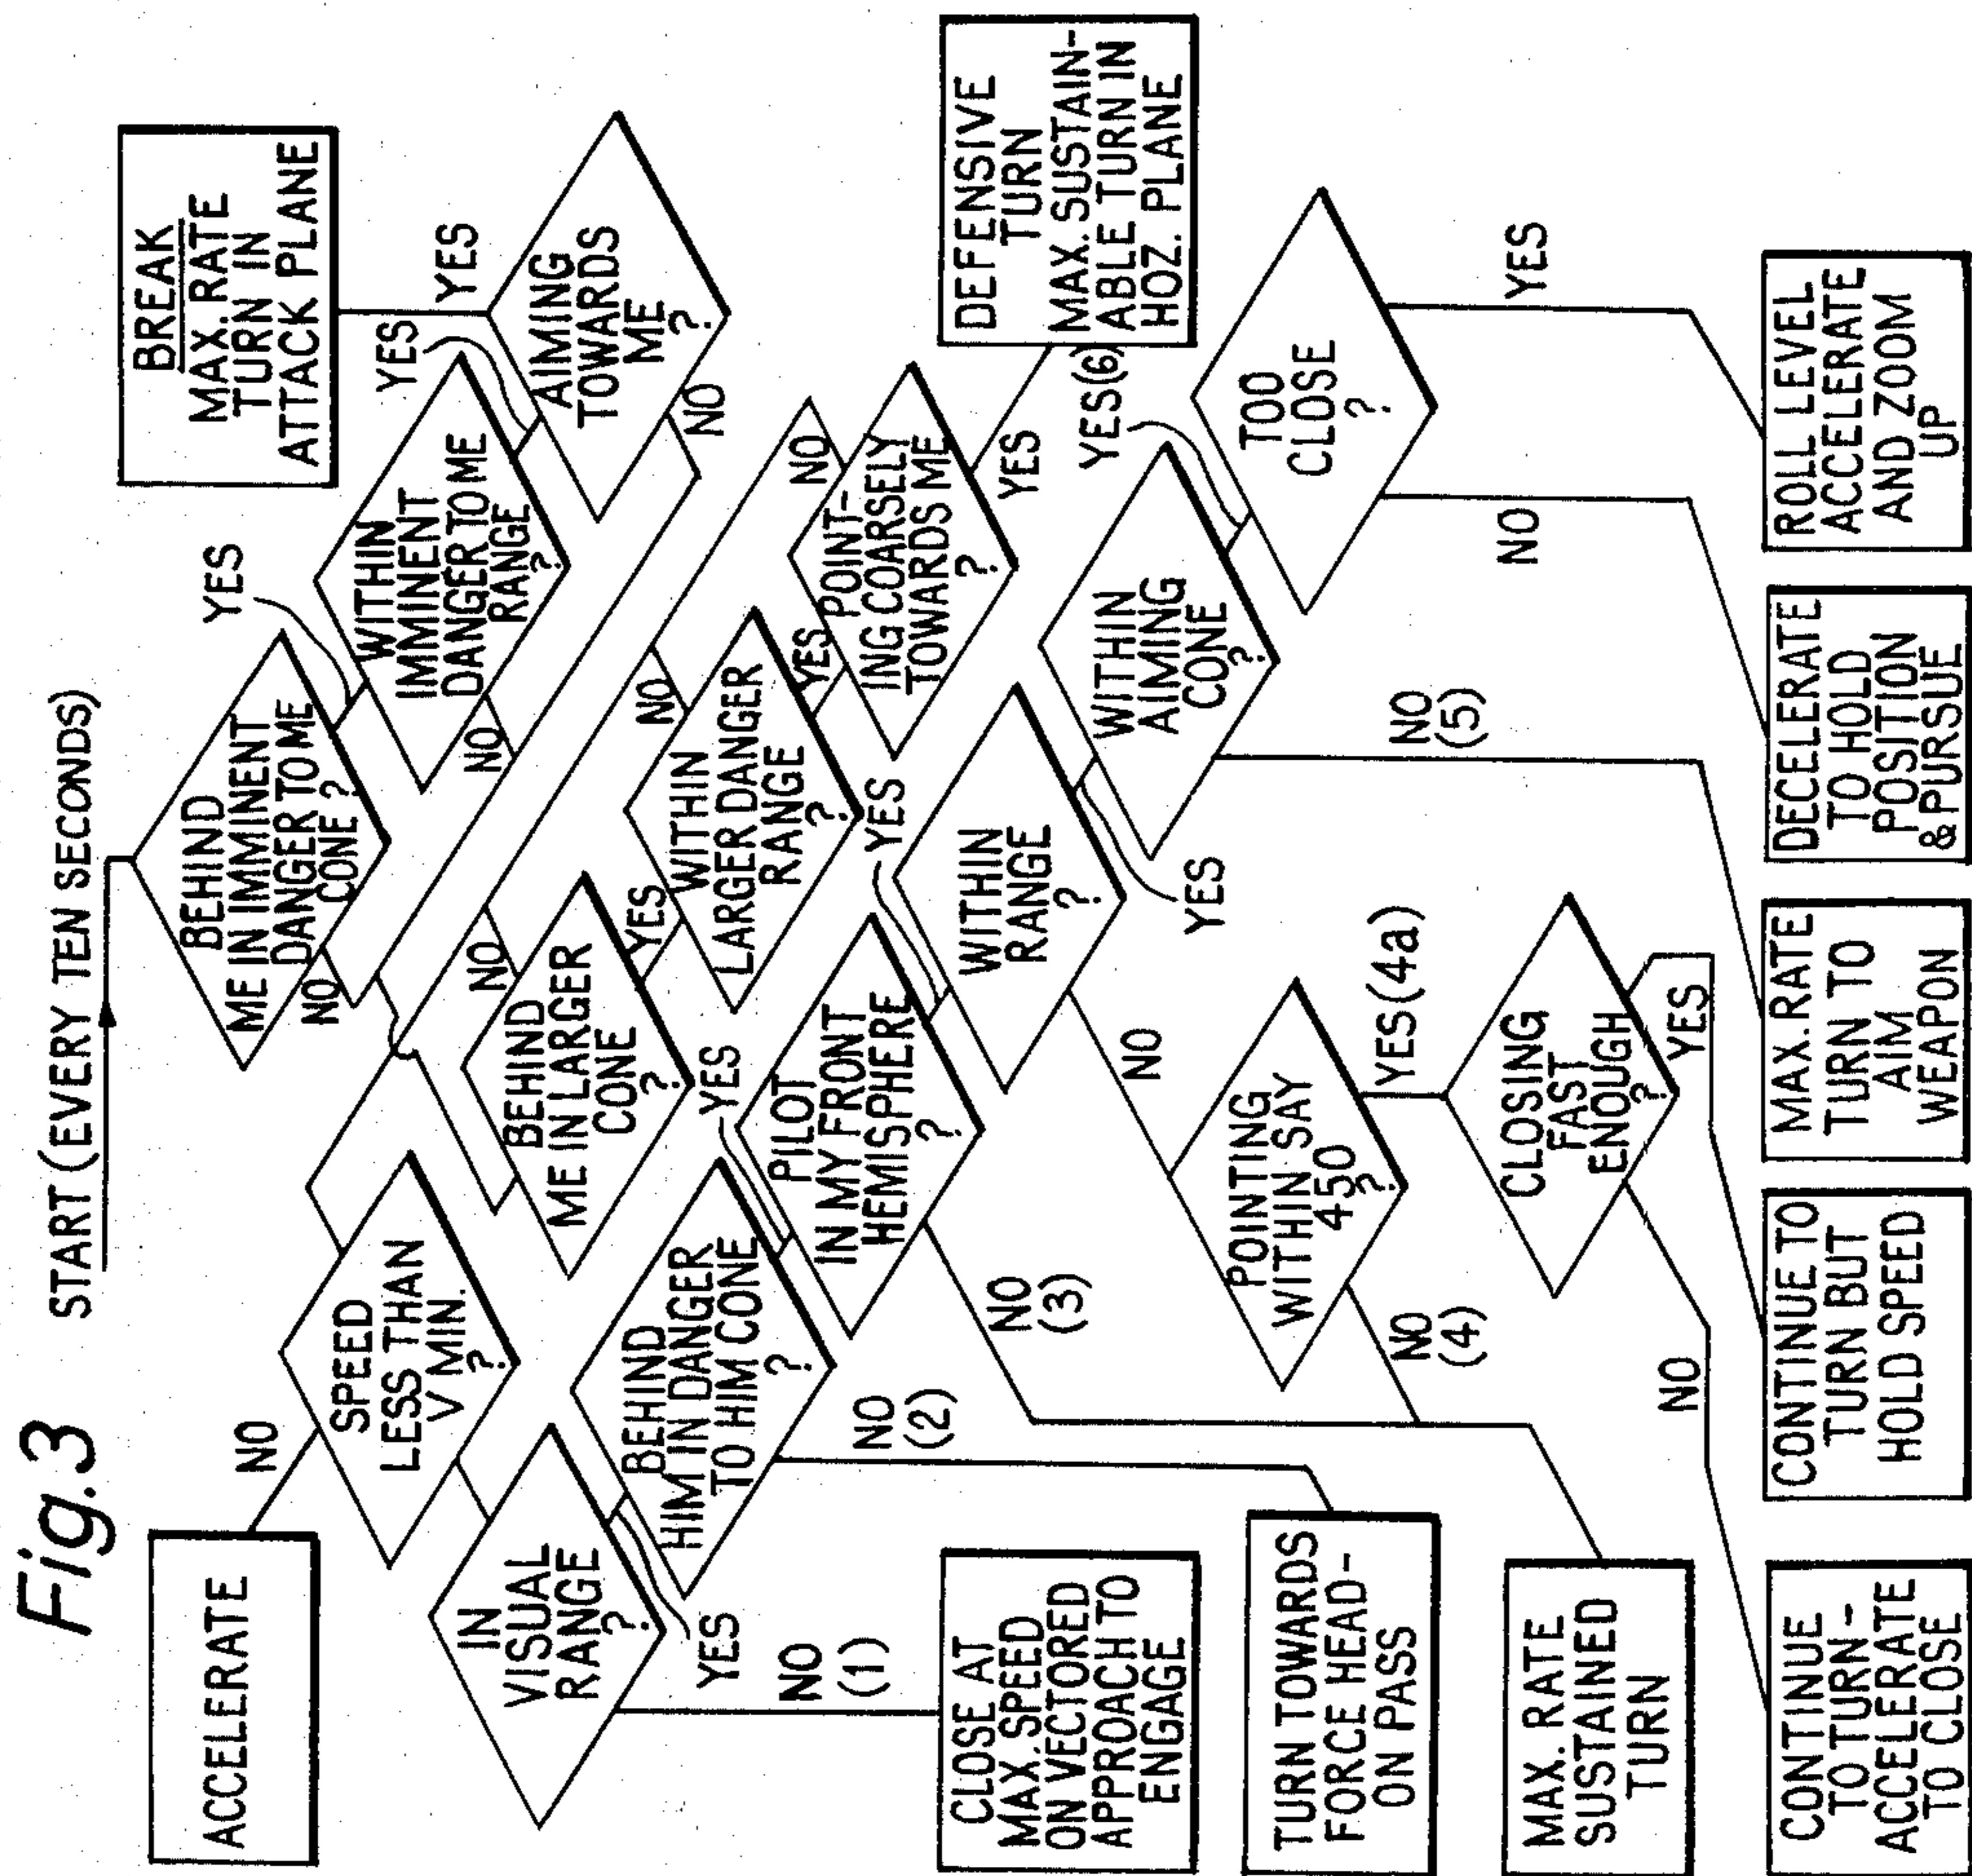 Fig.3
START (EVERY TEN SECONDS)
BEHIND
ME IN IMMINENT
DANGER TO ME
CONE ?
YES
NO
WITHIN
IMMINENT
DANGER TO ME
RANGE
?
YES
NO
AIMING
TOWARDS
ME
?
YES
NO
BREAK
MAX. RATE
TURN IN
ATTACK PLANE
BEHIND
ME IN LARGER
CONE
?
NO
YES
WITHIN
LARGER DANGER
RANGE
?
NO
YES
POINT-
ING COARSELY
TOWARDS ME
?
NO
YES
DEFENSIVE
TURN
MAX. SUSTAIN-
ABLE TURN IN
HOZ. PLANE
SPEED
LESS THAN
V MIN.
?
NO
ACCELERATE
IN
VISUAL
RANGE
?
YES
NO
(1)
CLOSE AT
MAX. SPEED
ON VECTORED
APPROACH TO
ENGAGE
BEHIND
HIM IN DANGER
TO HIM CONE
?
YES
NO
(2)
TURN TOWARDS
FORCE HEAD-
ON PASS
PILOT
IN MY FRONT
HEMISPHERE
?
YES
NO
(3)
MAX. RATE
SUSTAINED
TURN
WITHIN
RANGE
?
YES
NO
POINTING
WITHIN SAY
450
?
NO
(4)
YES(4a)
CLOSING
FAST
ENOUGH
?
NO
YES
CONTINUE
TO TURN-
ACCELERATE
TO CLOSE
CONTINUE TO
TURN BUT
HOLD SPEED
WITHIN
AIMING
CONE
?
NO
(5)
YES(6)
MAX. RATE
TURN TO
AIM
WEAPON
TOO
CLOSE
?
NO
YES
DECELERATE
TO HOLD
POSITION
& PURSUE
ROLL LEVEL
ACCELERATE
AND ZOOM
UP